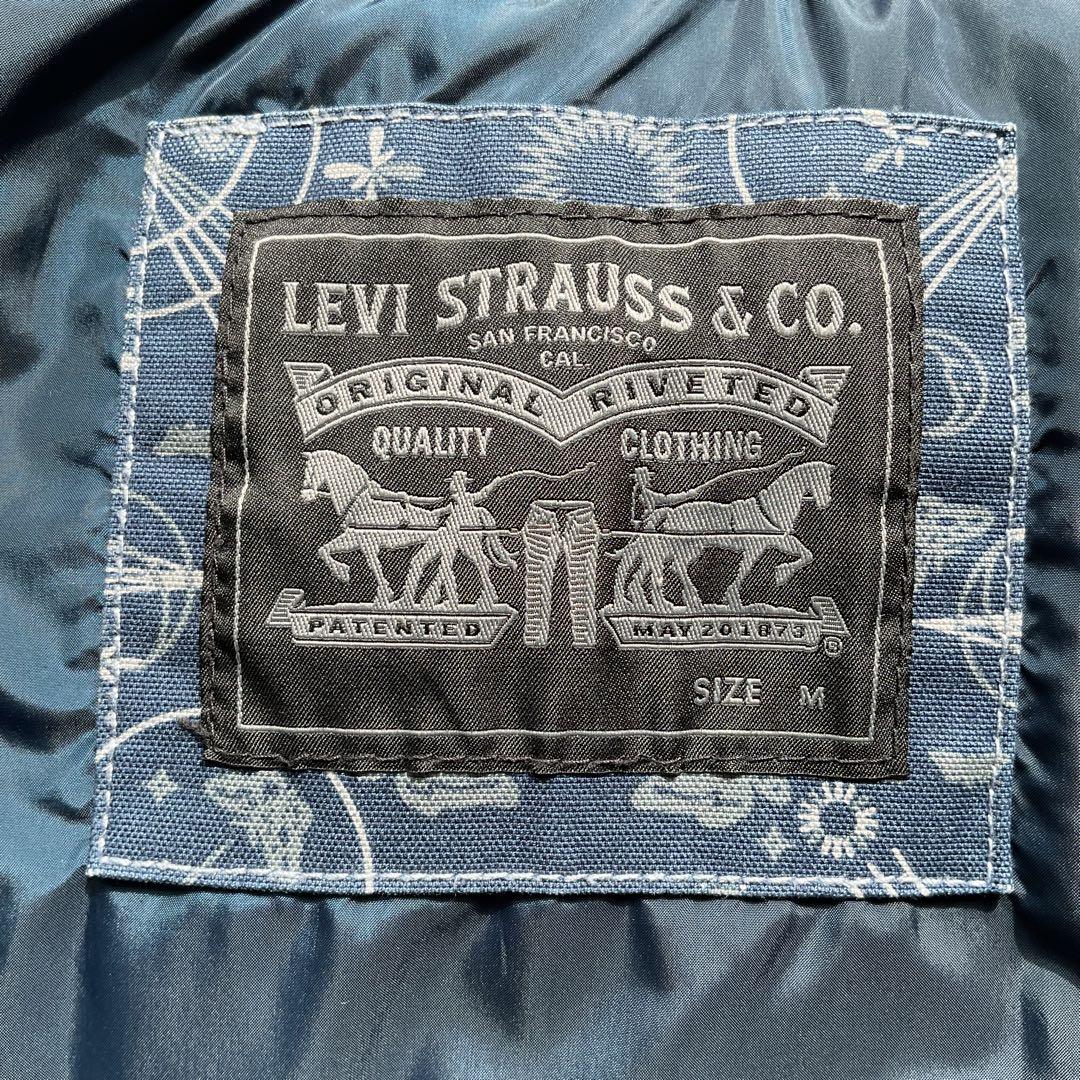 LEVI STRAUSS & CO.
SAN FRANCISCO
CAL.
ORIGINAL RIVETED
QUALITY CLOTHING
PATENTED MAY 20 1873 ®
SIZE M